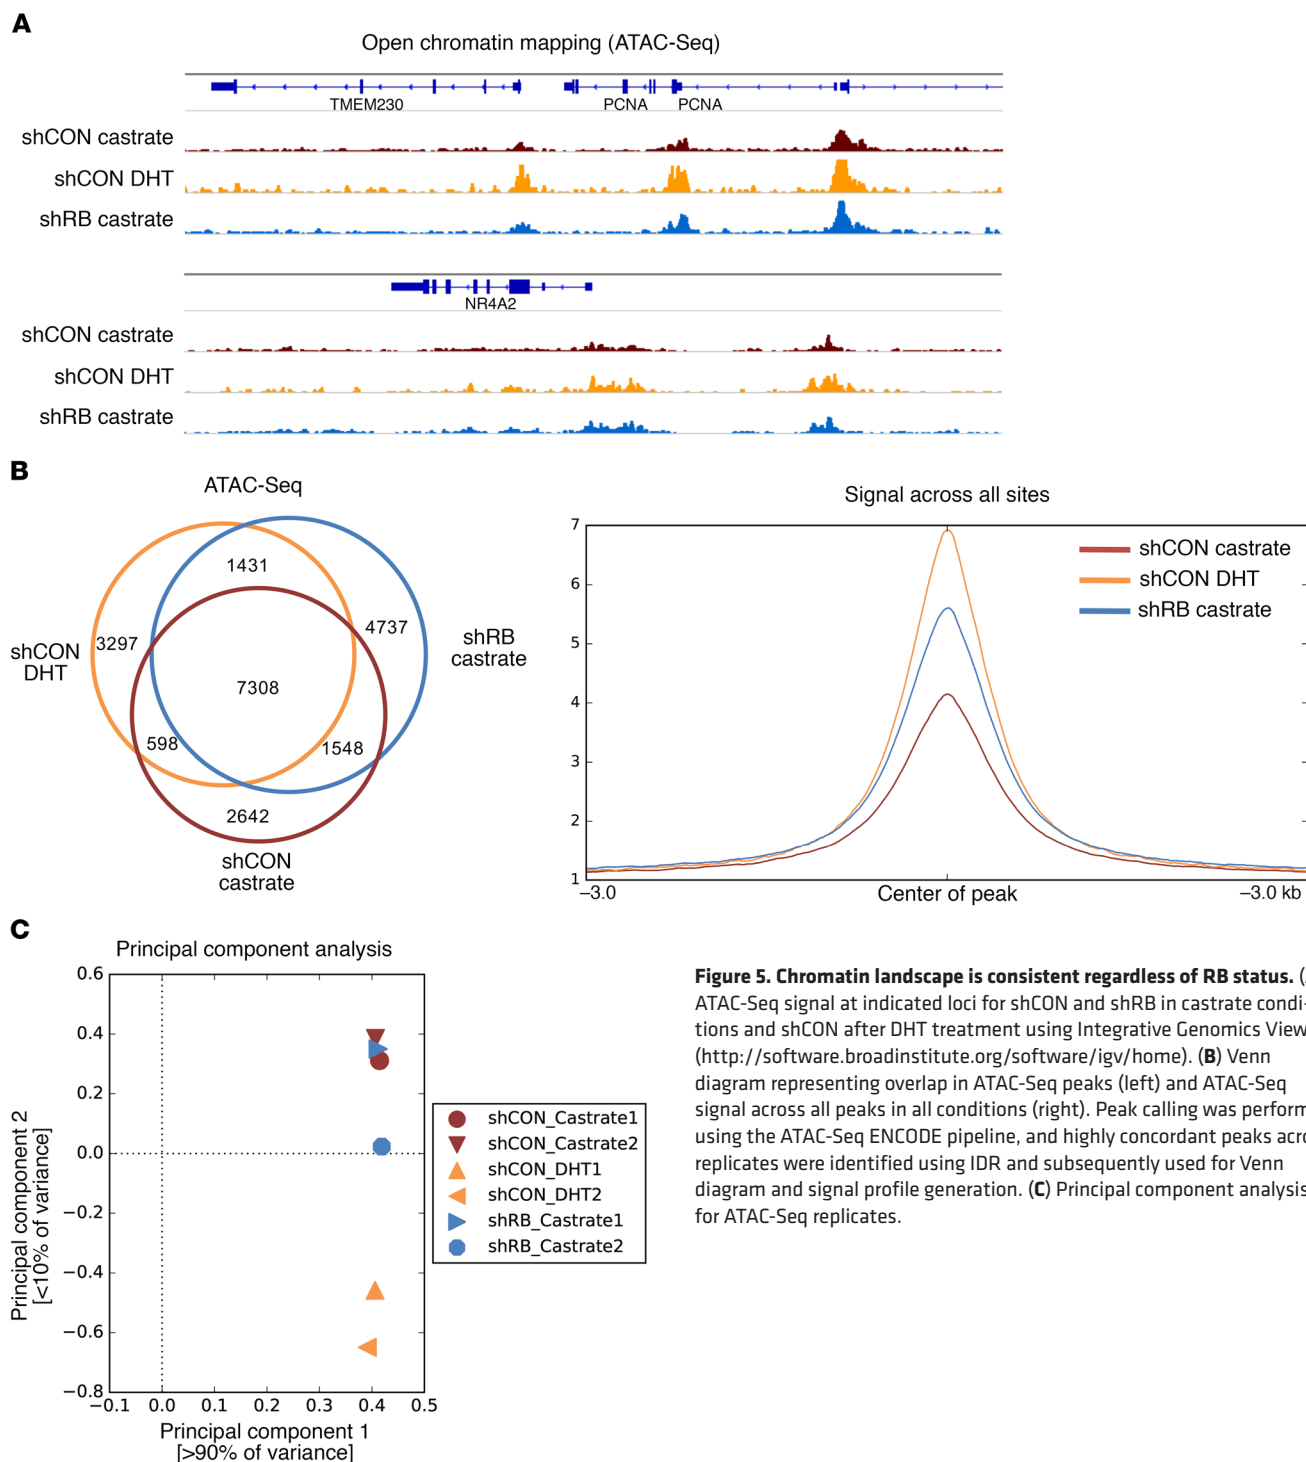 A
Open chromatin mapping (ATAC-Seq)
TMEM230
PCNA
PCNA
shCON castrate
shCON DHT
shRB castrate
NR4A2
shCON castrate
shCON DHT
shRB castrate
B
ATAC-Seq
1431
3297
4737
shCON
DHT
shRB
castrate
7308
598
1548
2642
shCON
castrate
Signal across all sites
7
6
5
4
3
2
1
shCON castrate
shCON DHT
shRB castrate
–3.0
Center of peak
–3.0 kb
C
Principal component analysis
0.6
0.4
0.2
0.0
−0.2
−0.4
−0.6
−0.8
−0.1
0.0
0.1
0.2
0.3
0.4
0.5
Principal component 2
[<10% of variance]
Principal component 1
[>90% of variance]
shCON_Castrate1
shCON_Castrate2
shCON_DHT1
shCON_DHT2
shRB_Castrate1
shRB_Castrate2
Figure 5. Chromatin landscape is consistent regardless of RB status. (
ATAC-Seq signal at indicated loci for shCON and shRB in castrate condi-
tions and shCON after DHT treatment using Integrative Genomics View
(http://software.broadinstitute.org/software/igv/home). (B) Venn
diagram representing overlap in ATAC-Seq peaks (left) and ATAC-Seq
signal across all peaks in all conditions (right). Peak calling was perform
using the ATAC-Seq ENCODE pipeline, and highly concordant peaks acr
replicates were identified using IDR and subsequently used for Venn
diagram and signal profile generation. (C) Principal component analysis
for ATAC-Seq replicates.